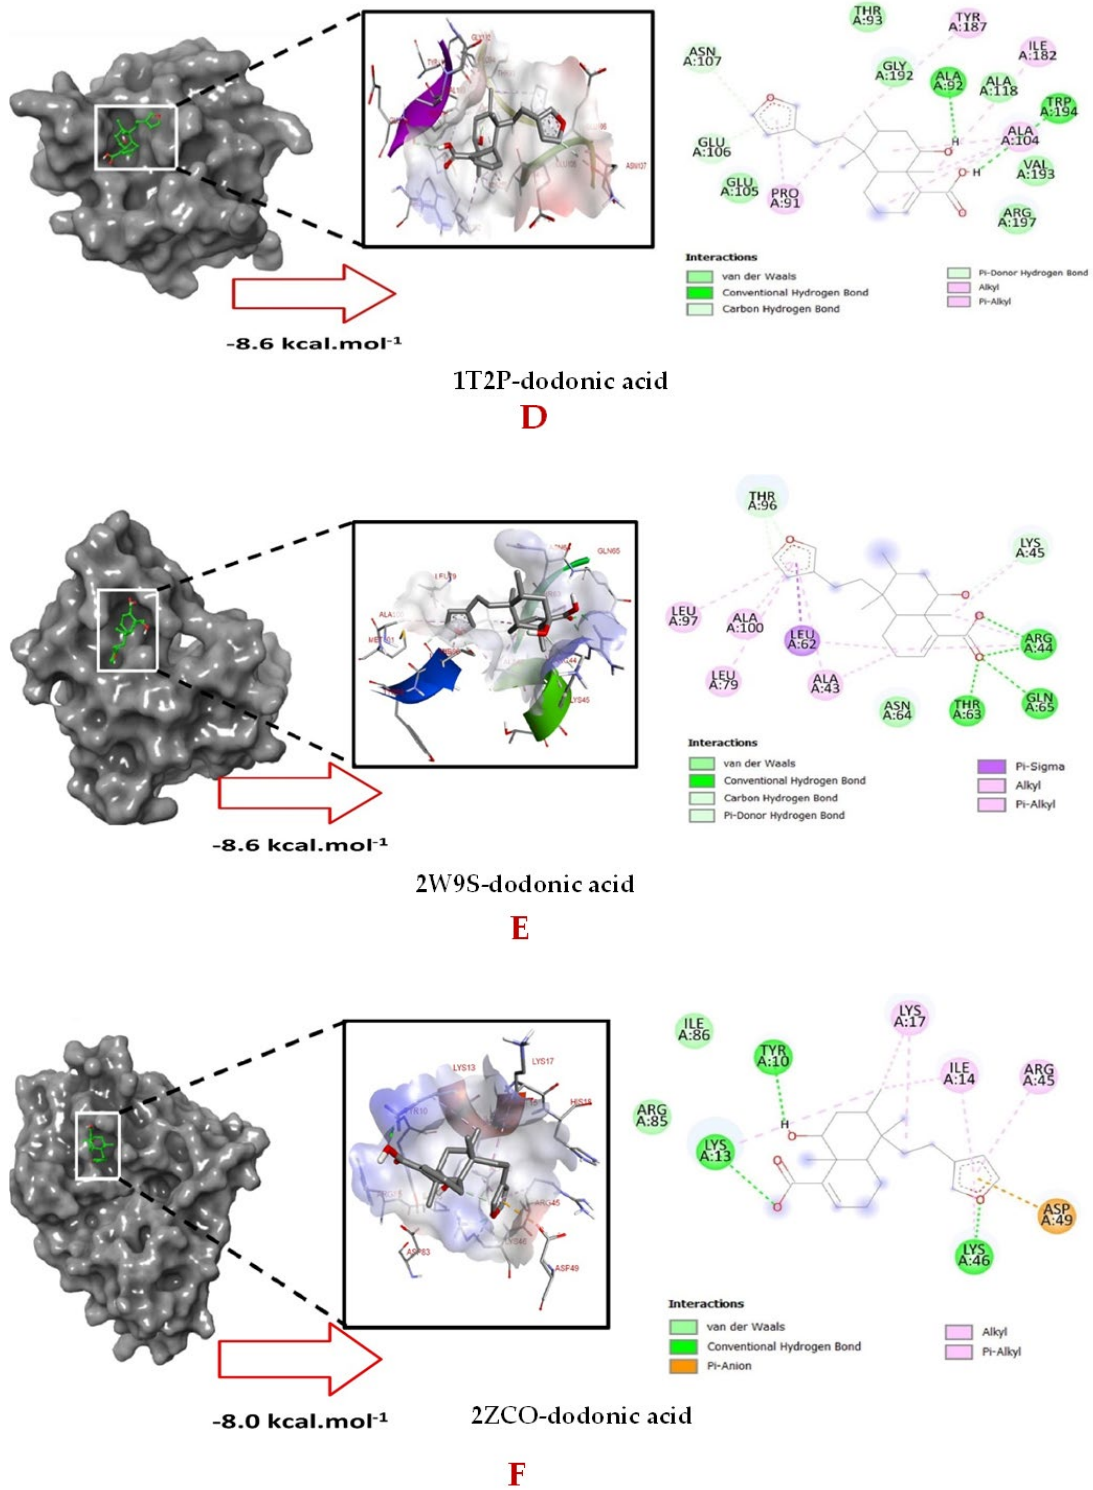 THR
A:93
TYR
A:187
ASN
A:107
ILE
A:182
GLY
A:192
ALA
A:92
ALA
A:118
TRP
A:194
GLU
A:106
ALA
A:104
GLU
A:105
PRO
A:91
VAL
A:193
ARG
A:197
H
O
H
O
O
O
ASN107
Interactions
van der Waals
Conventional Hydrogen Bond
Carbon Hydrogen Bond
Pi-Donor Hydrogen Bond
Alkyl
Pi-Alkyl
-8.6 kcal.mol-1
1T2P-dodonic acid
D
THR
A:96
LYS
A:45
LEU
A:97
ALA
A:100
LEU
A:62
ARG
A:44
LEU
A:79
ALA
A:43
ASN
A:64
THR
A:63
GLN
A:65
O
O
O
O
GLN65
LYS45
Interactions
van der Waals
Conventional Hydrogen Bond
Carbon Hydrogen Bond
Pi-Donor Hydrogen Bond
Pi-Sigma
Alkyl
Pi-Alkyl
-8.6 kcal.mol-1
2W9S-dodonic acid
E
LYS13
LYS17
ARG45
LYS46
ASP83
ASP49
ILE
A:86
TYR
A:10
LYS
A:17
ILE
A:14
ARG
A:45
ARG
A:85
LYS
A:13
ASP
A:49
LYS
A:46
H
O
O
O
O
Interactions
van der Waals
Conventional Hydrogen Bond
Pi-Anion
Alkyl
Pi-Alkyl
-8.0 kcal.mol-1
2ZCO-dodonic acid
F